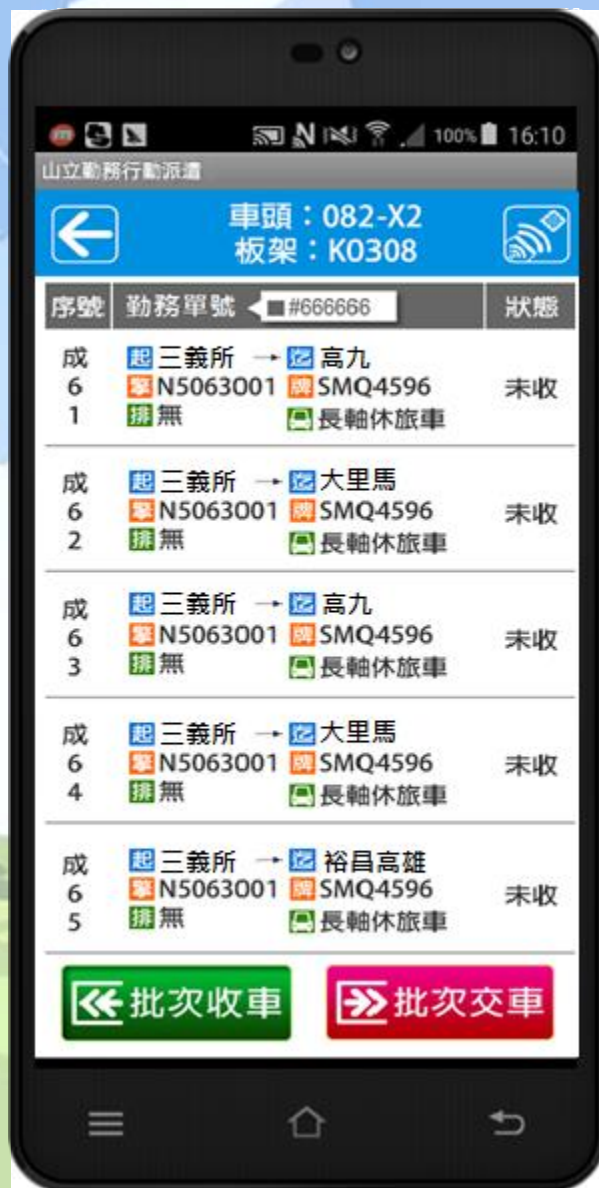 100% 16:10
山立勤務行動派遣
車頭：082-X2
板架：K0308
序號 勤務單號 #666666 狀態
成61 起 三義所 → 迄 高九 未收
擎 N5063001 牌 SMQ4596
排 無 長軸休旅車
成62 起 三義所 → 迄 大里馬 未收
擎 N5063001 牌 SMQ4596
排 無 長軸休旅車
成63 起 三義所 → 迄 高九 未收
擎 N5063001 牌 SMQ4596
排 無 長軸休旅車
成64 起 三義所 → 迄 大里馬 未收
擎 N5063001 牌 SMQ4596
排 無 長軸休旅車
成65 起 三義所 → 迄 裕昌高雄 未收
擎 N5063001 牌 SMQ4596
排 無 長軸休旅車
批次收車 批次交車